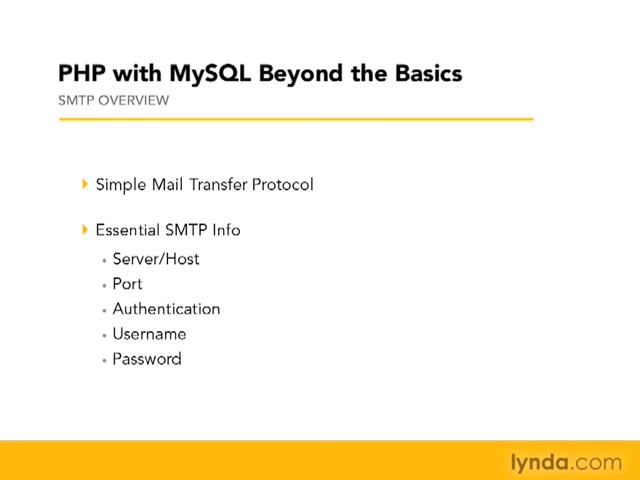 PHP with MySQL Beyond the Basics
SMTP OVERVIEW
Simple Mail Transfer Protocol
Essential SMTP Info
Server/Host
Port
Authentication
Username
Password
lynda.com